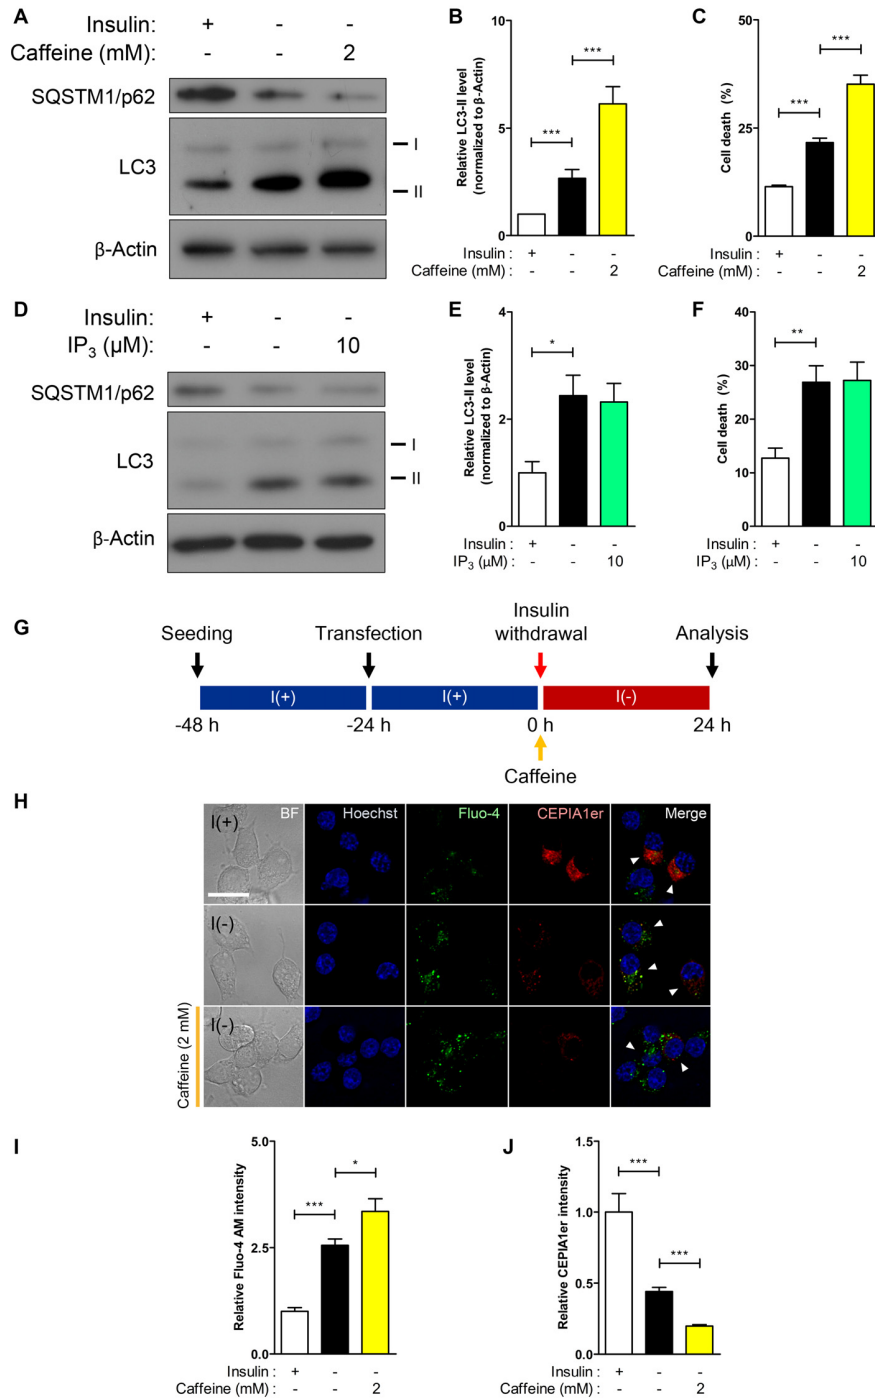 A
Insulin: + - -
Caffeine (mM): - - 2
SQSTM1/p62
LC3
I
II
β-Actin
B
Relative LC3-II level
(normalized to β-Actin)
10
5
0
***
***
Insulin : + - -
Caffeine (mM) : - - 2
C
Cell death (%)
50
25
0
***
***
Insulin : + - -
Caffeine (mM) : - - 2
D
Insulin: + - -
IP3 (μM): - - 10
SQSTM1/p62
LC3
I
II
β-Actin
E
Relative LC3-II level
(normalized to β-Actin)
4
2
0
*
Insulin : + - -
IP3 (μM) : - - 10
F
Cell death (%)
40
30
20
10
0
**
Insulin : + - -
IP3 (μM) : - - 10
G
Seeding Transfection Insulin withdrawal Analysis
I(+) I(+) I(-)
-48 h -24 h 0 h 24 h
Caffeine
H
BF Hoechst Fluo-4 CEPIA1er Merge
I(+)
I(-)
I(-)
Caffeine (2 mM)
I
Relative Fluo-4 AM intensity
5.0
2.5
0.0
***
*
Insulin : + - -
Caffeine (mM) : - - 2
J
Relative CEPIA1er intensity
1.5
1.0
0.5
0.0
***
***
Insulin : + - -
Caffeine (mM) : - - 2